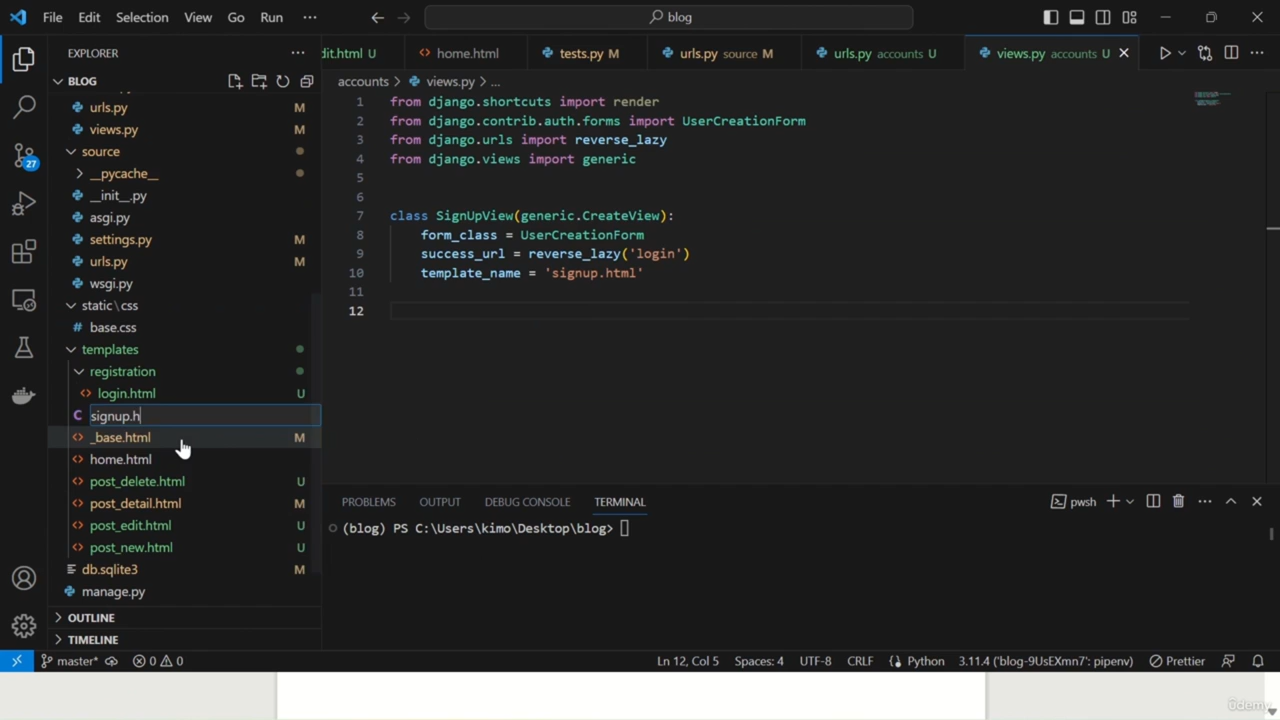 File Edit Selection View Go Run ··· blog
EXPLORER ···
dit.html U home.html tests.py M urls.py source M urls.py accounts U views.py accounts U
BLOG
accounts > views.py > ...
urls.py M
views.py M
source
__pycache__
__init__.py
asgi.py
settings.py M
urls.py M
wsgi.py
static\css
base.css
templates
registration
login.html U
signup.h
_base.html M
home.html
post_delete.html U
post_detail.html M
post_edit.html U
post_new.html U
db.sqlite3 M
manage.py
OUTLINE
TIMELINE
27
1 from django.shortcuts import render
2 from django.contrib.auth.forms import UserCreationForm
3 from django.urls import reverse_lazy
4 from django.views import generic
5
6
7 class SignUpView(generic.CreateView):
8 form_class = UserCreationForm
9 success_url = reverse_lazy('login')
10 template_name = 'signup.html'
11
12
PROBLEMS OUTPUT DEBUG CONSOLE TERMINAL pwsh
(blog) PS C:\Users\kimo\Desktop\blog>
master* 0 0 Ln 12, Col 5 Spaces: 4 UTF-8 CRLF Python 3.11.4 ('blog-9UsEXmn7': pipenv) Prettier
ûdemy